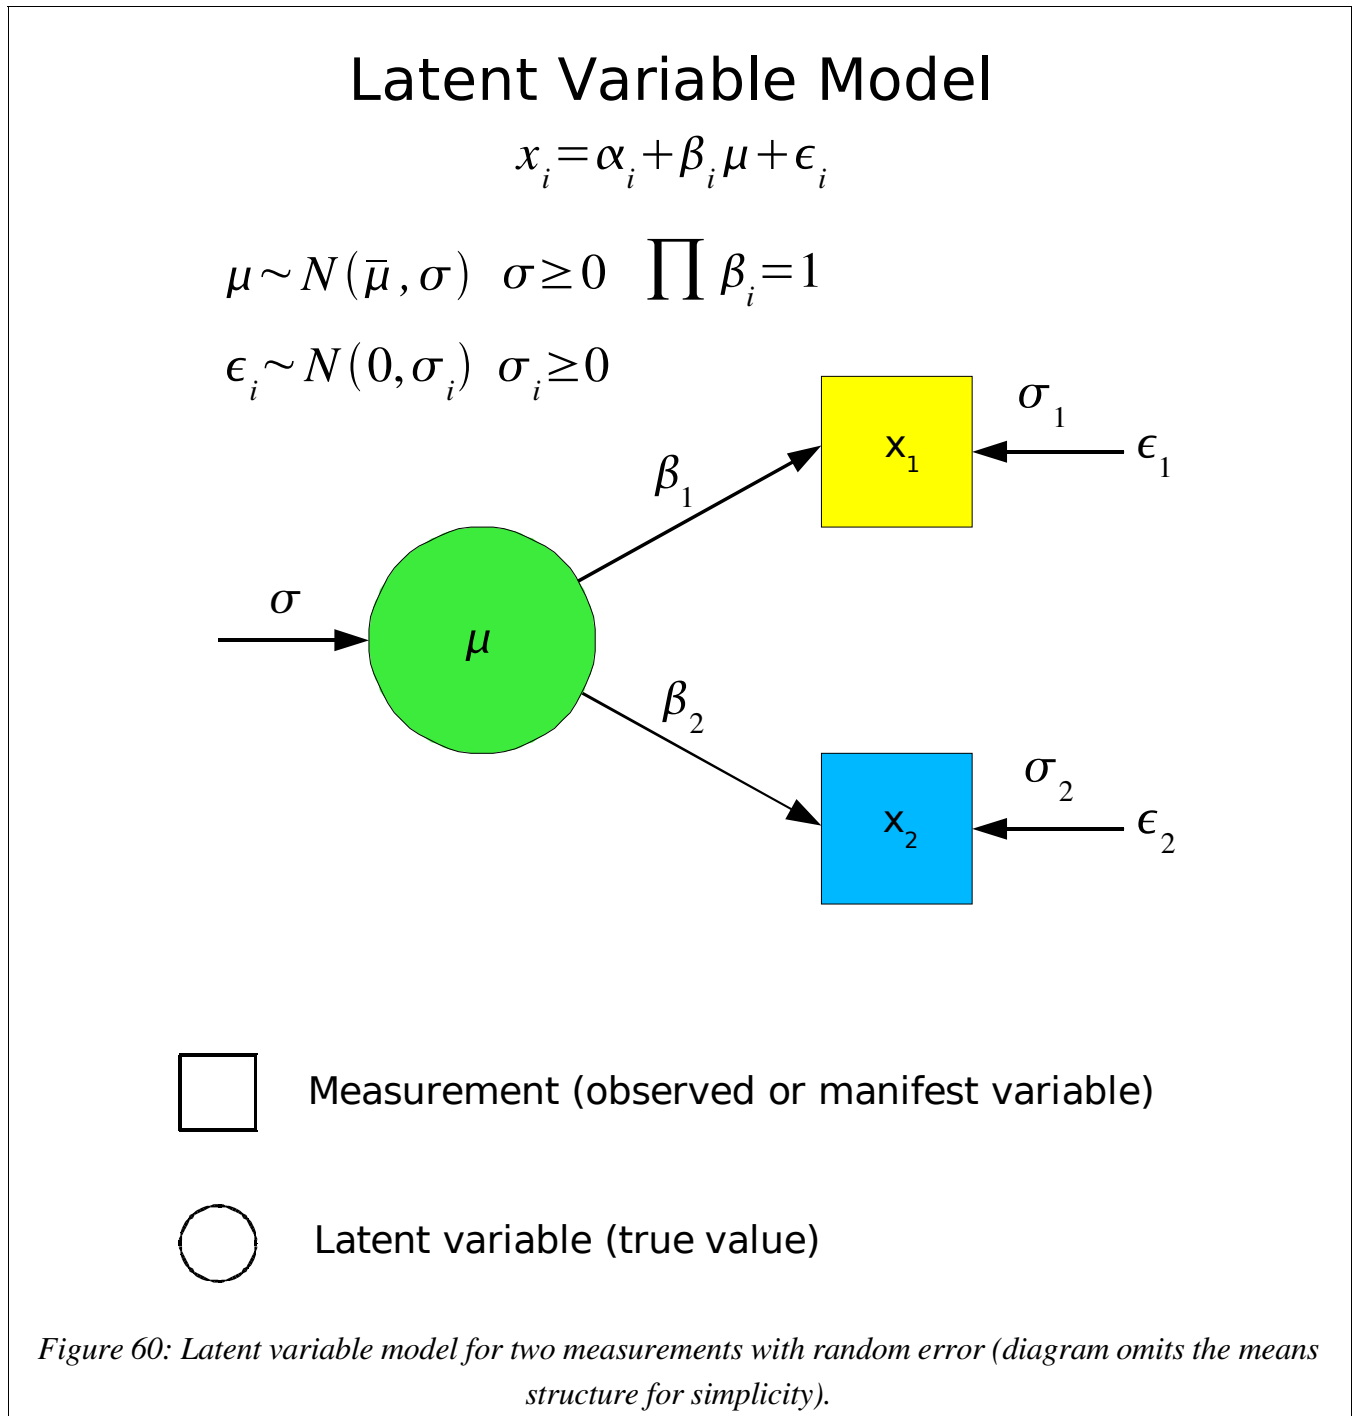 Latent Variable Model
x_i = α_i + β_i μ + ϵ_i
μ ~ N(μ̄, σ) σ ≥ 0 ∏ β_i = 1
ϵ_i ~ N(0, σ_i) σ_i ≥ 0
σ_1
x_1
ϵ_1
β_1
σ
μ
β_2
σ_2
x_2
ϵ_2
Measurement (observed or manifest variable)
Latent variable (true value)
Figure 60: Latent variable model for two measurements with random error (diagram omits the means
structure for simplicity).